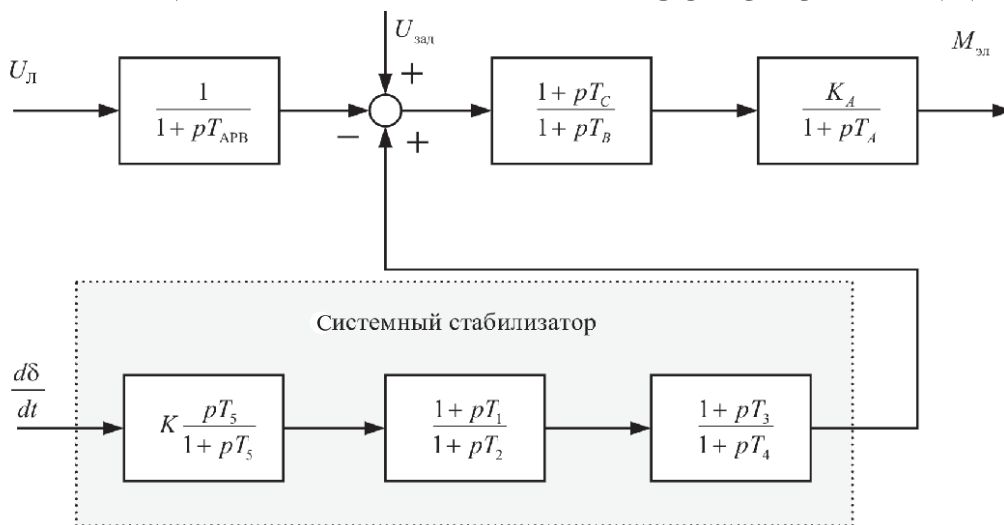 U_зад
M_эл
U_Л
+
1 / (1 + pT_АРВ)
−
+
(1 + pT_C) / (1 + pT_B)
K_A / (1 + pT_A)
Системный стабилизатор
dδ / dt
K pT_5 / (1 + pT_5)
(1 + pT_1) / (1 + pT_2)
(1 + pT_3) / (1 + pT_4)